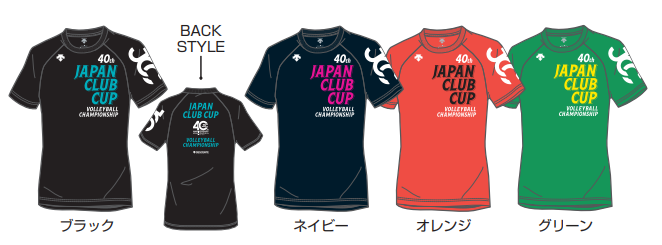 BACK
STYLE
40th
JAPAN
CLUB
CUP
VOLLEYBALL
CHAMPIONSHIP
JAPAN
CLUB CUP
40
VOLLEYBALL
CHAMPIONSHIP
40th
JAPAN
CLUB
CUP
VOLLEYBALL
CHAMPIONSHIP
40th
JAPAN
CLUB
CUP
VOLLEYBALL
CHAMPIONSHIP
40th
JAPAN
CLUB
CUP
VOLLEYBALL
CHAMPIONSHIP
ブラック
ネイビー
オレンジ
グリーン